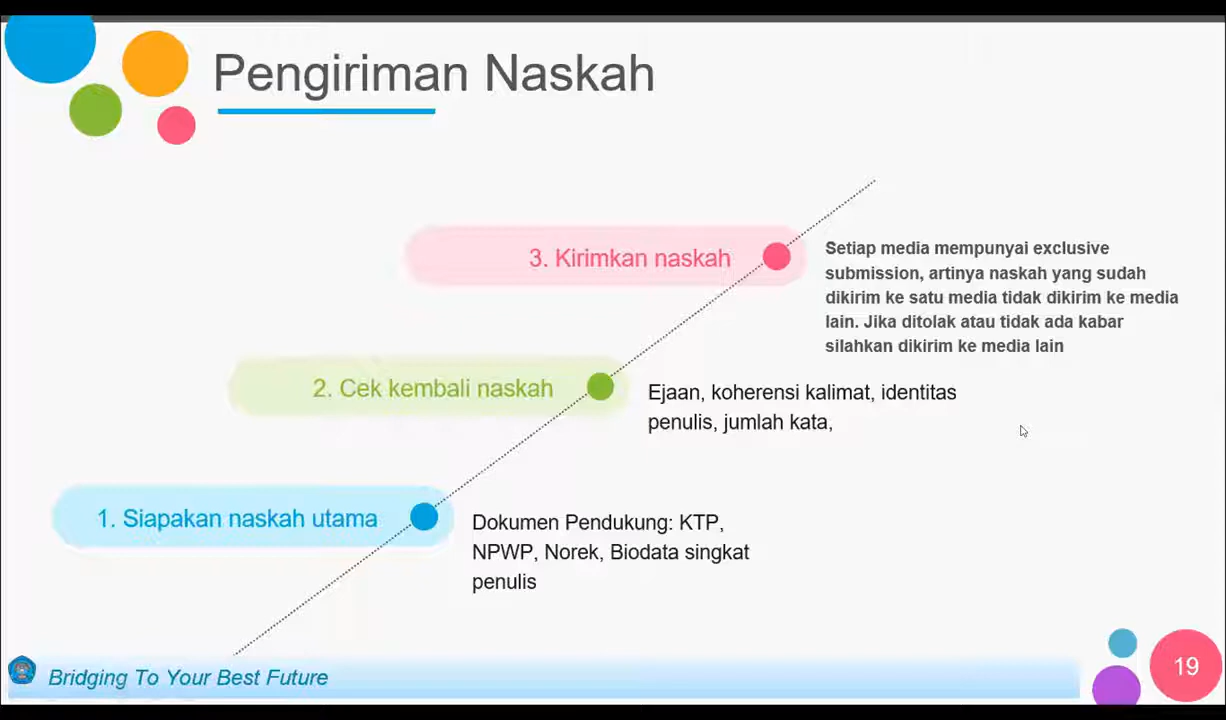 Pengiriman Naskah
3. Kirimkan naskah
Setiap media mempunyai exclusive
submission, artinya naskah yang sudah
dikirim ke satu media tidak dikirim ke media
lain. Jika ditolak atau tidak ada kabar
silahkan dikirim ke media lain
2. Cek kembali naskah
Ejaan, koherensi kalimat, identitas
penulis, jumlah kata,
1. Siapakan naskah utama
Dokumen Pendukung: KTP,
NPWP, Norek, Biodata singkat
penulis
Bridging To Your Best Future
19